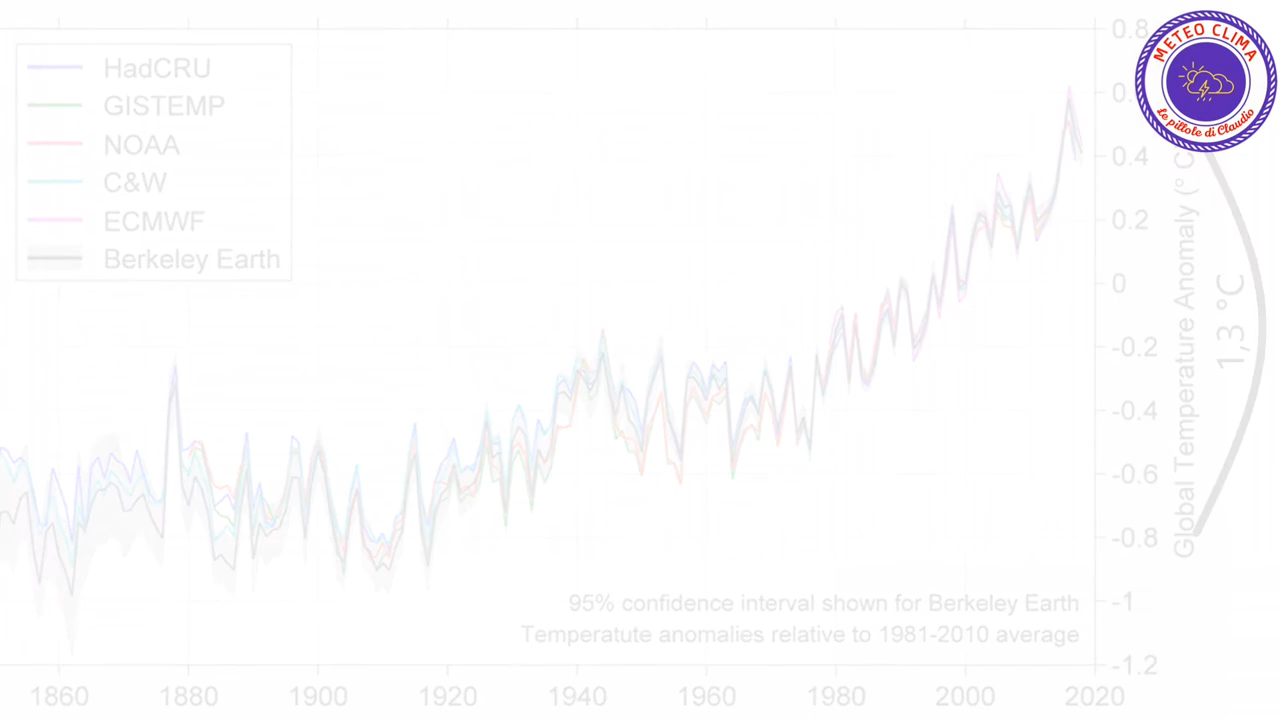 HadCRU
GISTEMP
NOAA
C&W
ECMWF
Berkeley Earth
95% confidence interval shown for Berkeley Earth
Temperatute anomalies relative to 1981-2010 average
1860 1880 1900 1920 1940 1960 1980 2000 2020
0.8
0.4
0.2
0
-0.2
-0.4
-0.6
-0.8
-1
-1.2
Global Temperature Anomaly (° C
1,3 °C
METEO CLIMA
Le pillole di Claudio